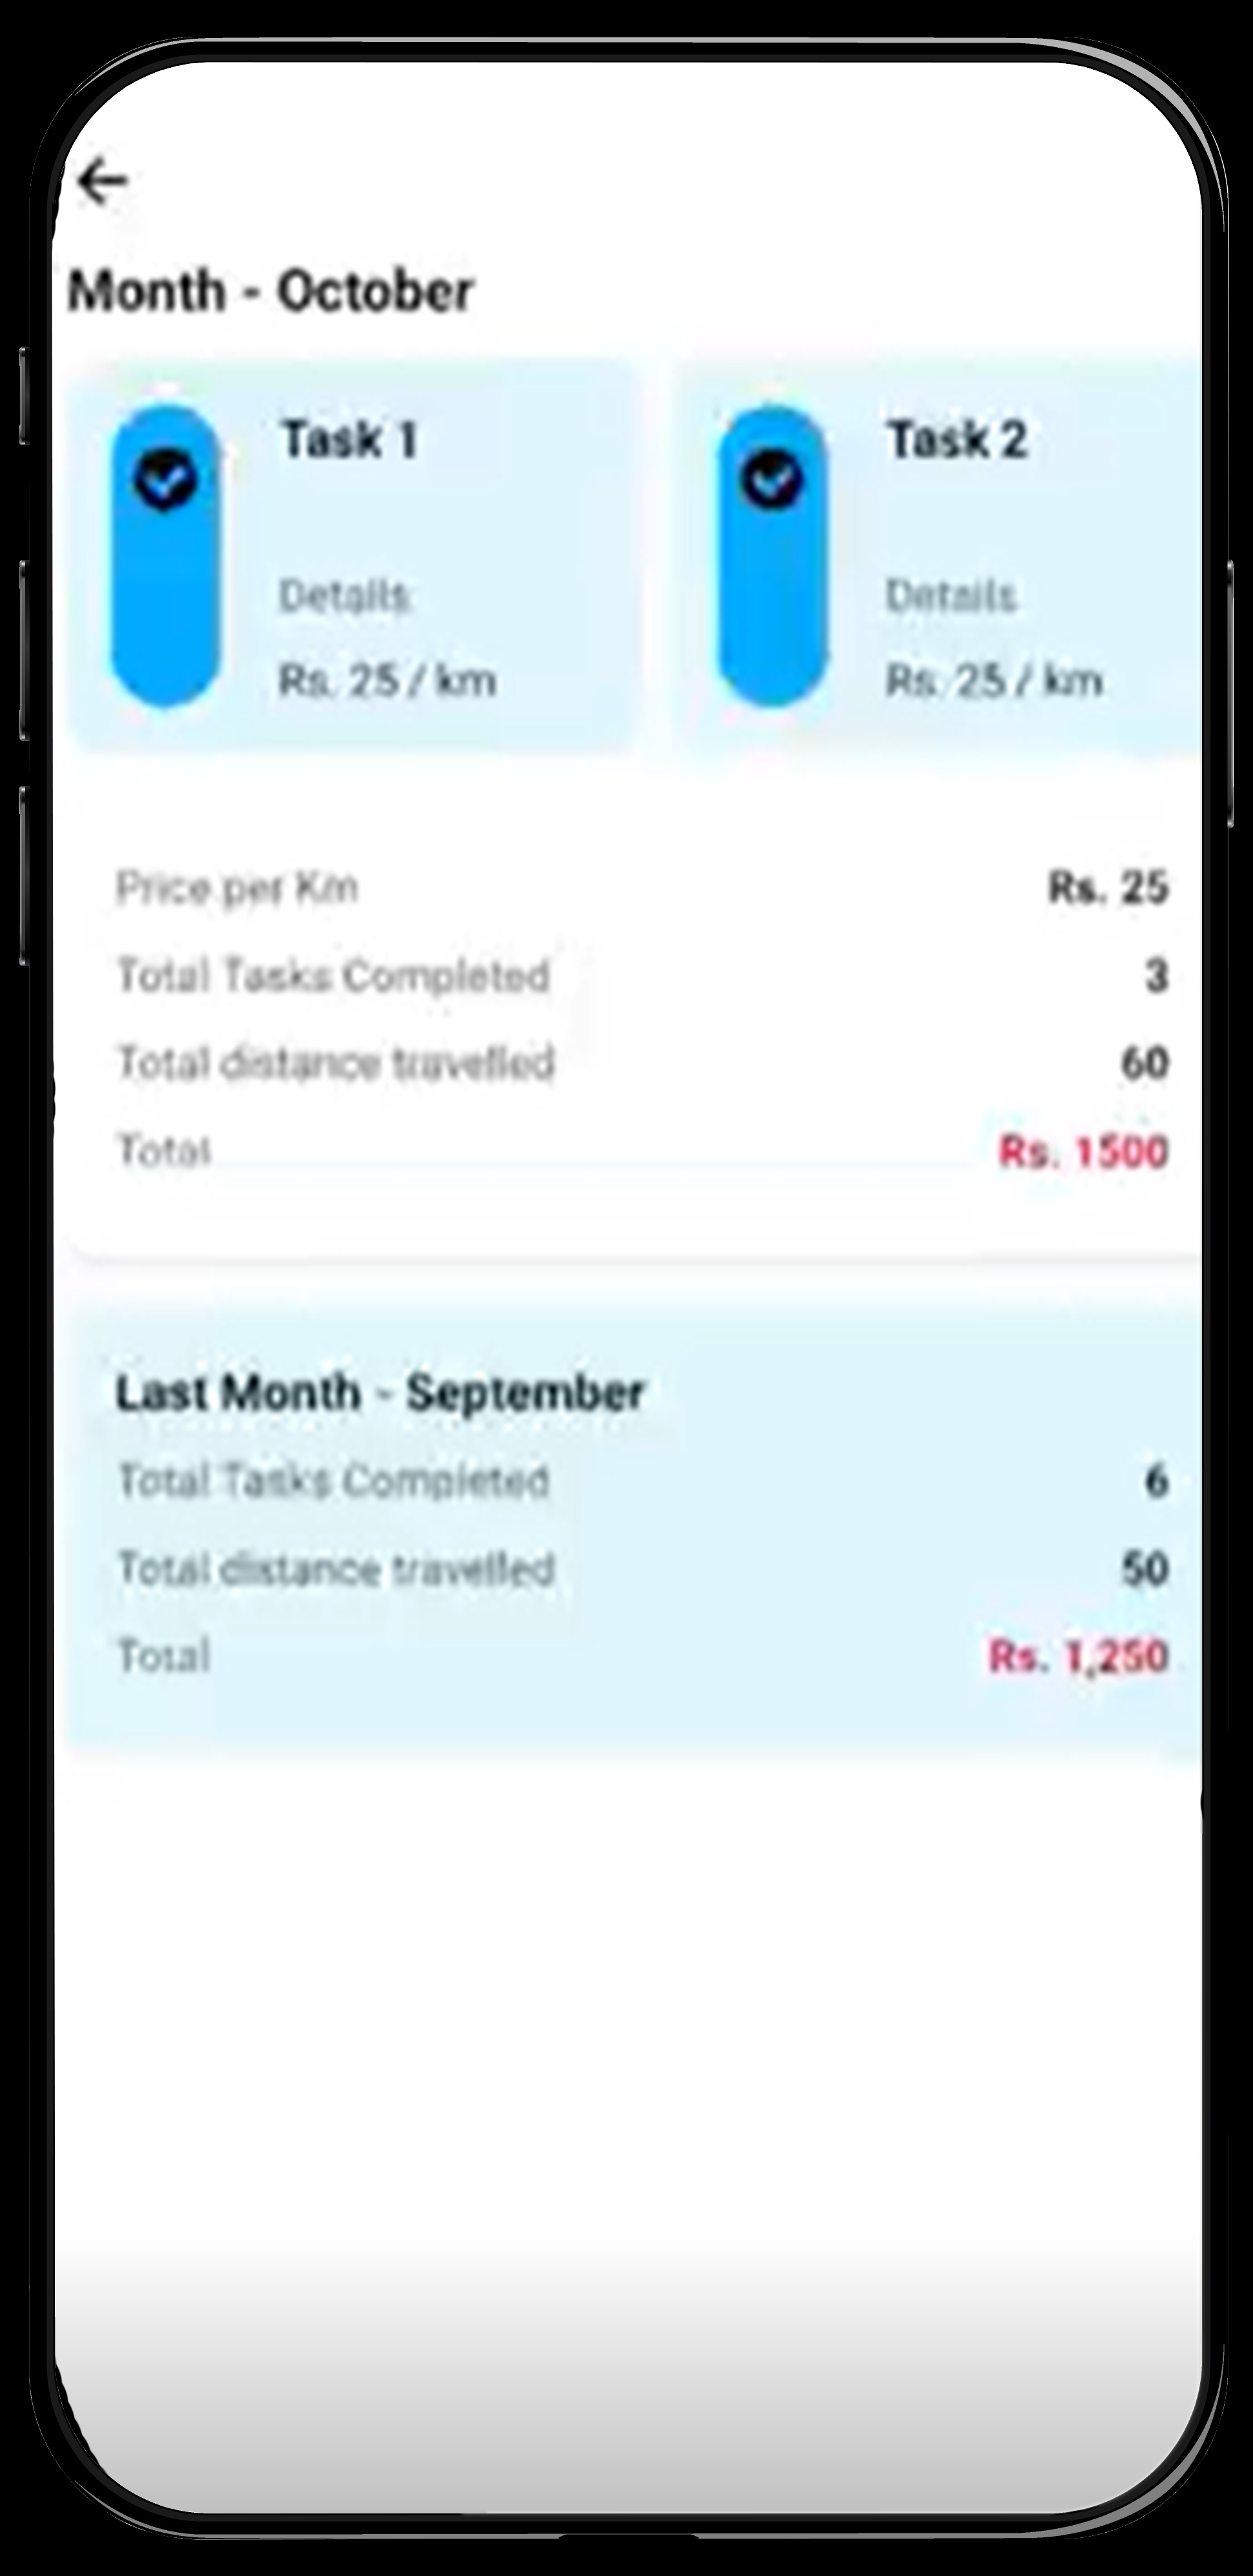 Month - October
Task 1
Details
Rs. 25 / km
Task 2
Details
Rs. 25 / km
Price per Km Rs. 25
Total Tasks Completed 3
Total distance travelled 60
Total Rs. 1500
Last Month - September
Total Tasks Completed 6
Total distance travelled 50
Total Rs. 1,250